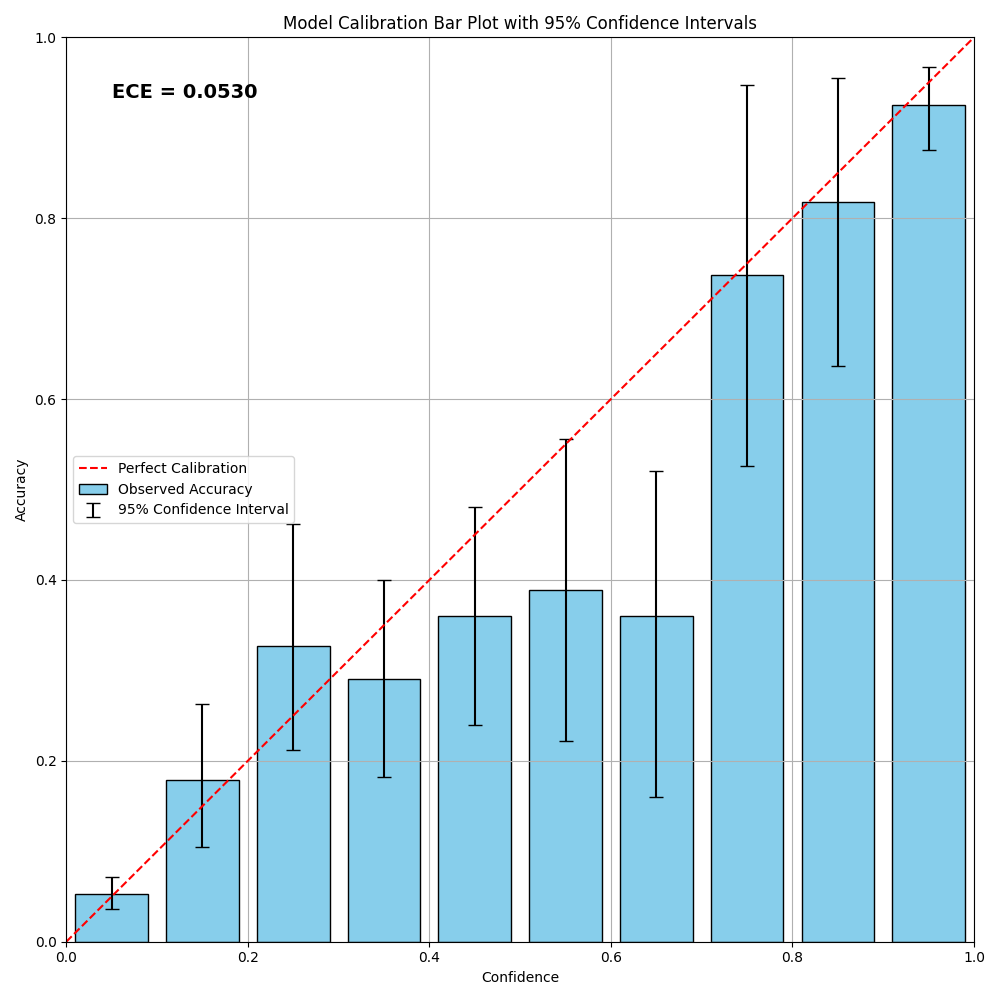 Model Calibration Bar Plot with 95% Confidence Intervals
1.0
ECE = 0.0530
0.8
0.6
Accuracy
Perfect Calibration
Observed Accuracy
95% Confidence Interval
0.4
0.2
0.0
0.0 0.2 0.4 0.6 0.8 1.0
Confidence